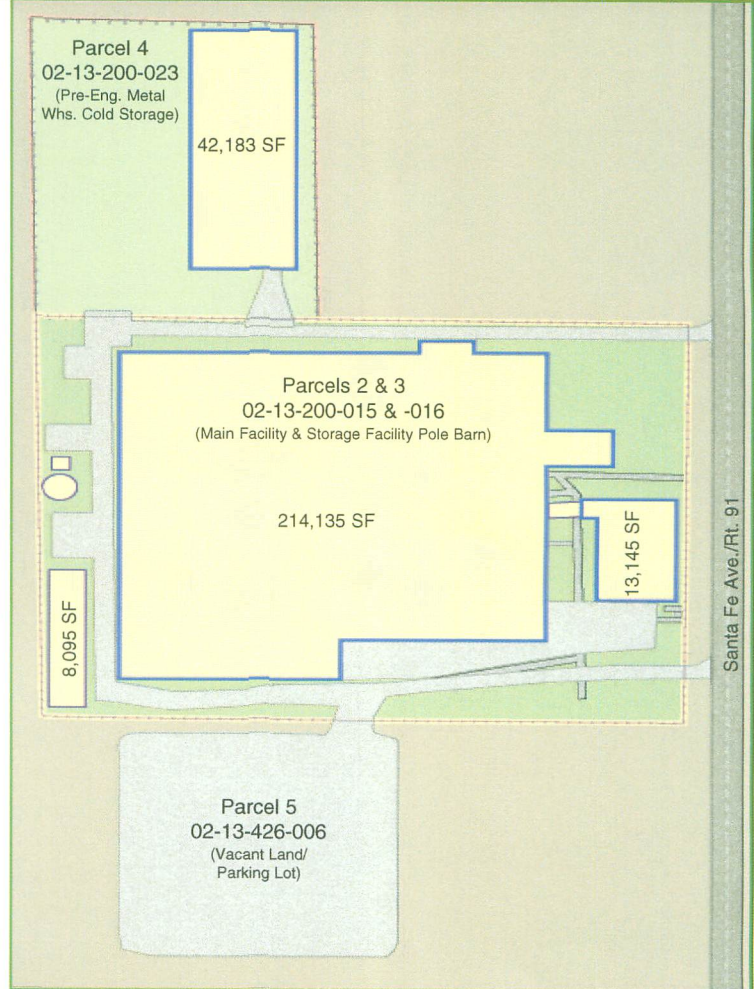 Parcel 4
02-13-200-023
(Pre-Eng. Metal
Whs. Cold Storage)
42,183 SF
Parcels 2 & 3
02-13-200-015 & -016
(Main Facility & Storage Facility Pole Barn)
214,135 SF
13,145 SF
8,095 SF
Santa Fe Ave./Rt. 91
Parcel 5
02-13-426-006
(Vacant Land/
Parking Lot)